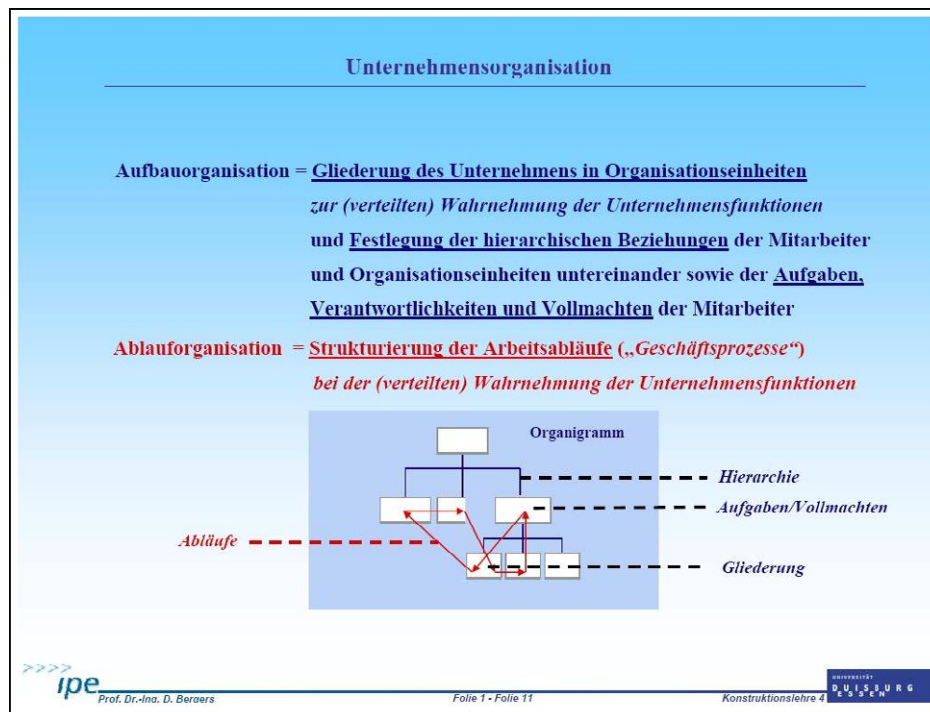 Unternehmensorganisation
Aufbauorganisation = Gliederung des Unternehmens in Organisationseinheiten
zur (verteilten) Wahrnehmung der Unternehmensfunktionen
und Festlegung der hierarchischen Beziehungen der Mitarbeiter
und Organisationseinheiten untereinander sowie der Aufgaben,
Verantwortlichkeiten und Vollmachten der Mitarbeiter
Ablauforganisation = Strukturierung der Arbeitsabläufe („Geschäftsprozesse“)
bei der (verteilten) Wahrnehmung der Unternehmensfunktionen
Organigramm
Hierarchie
Aufgaben/Vollmachten
Abläufe
Gliederung
>>>>
ipe
Prof. Dr.-Ing. D. Bergers
Folie 1 - Folie 11
Konstruktionslehre 4
UNIVERSITÄT
DUISBURG
ESSEN